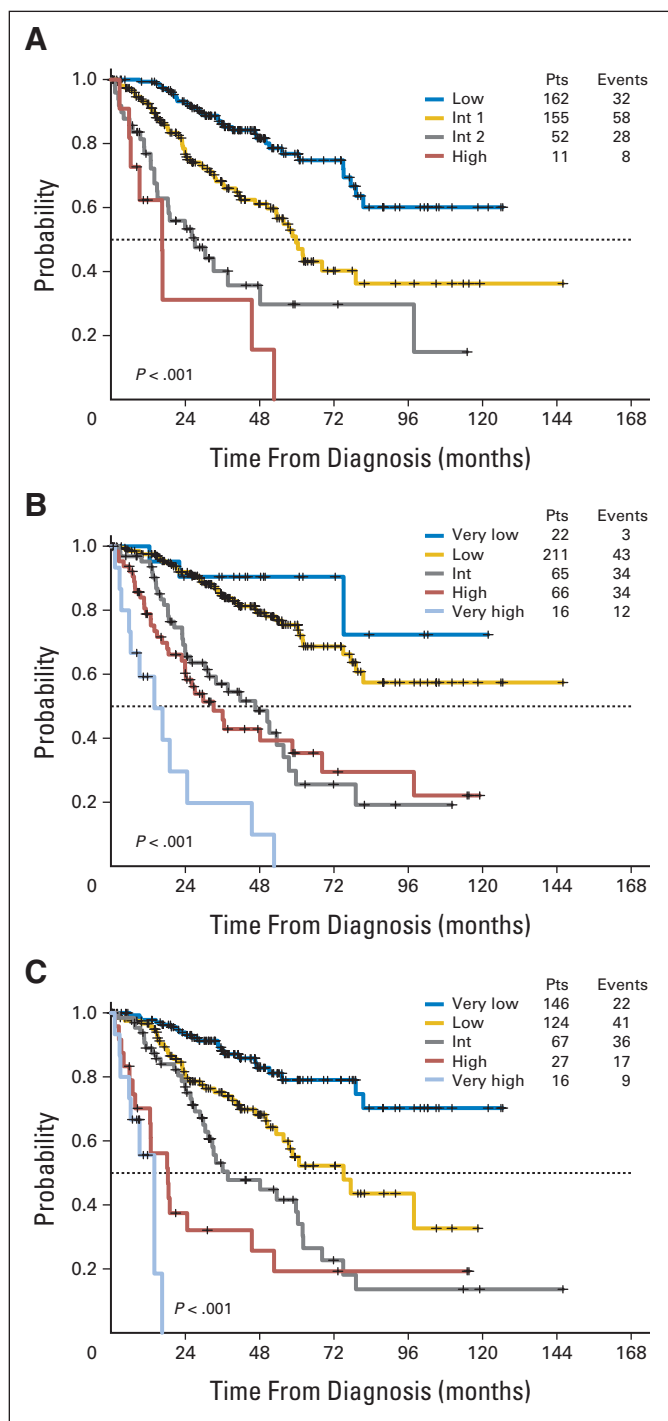 A
Pts Events
Low 162 32
Int 1 155 58
Int 2 52 28
High 11 8
1.0
0.8
0.6
0.4
0.2
Probability
P < .001
0 24 48 72 96 120 144 168
Time From Diagnosis (months)
B
Pts Events
Very low 22 3
Low 211 43
Int 65 34
High 66 34
Very high 16 12
1.0
0.8
0.6
0.4
0.2
Probability
P < .001
0 24 48 72 96 120 144 168
Time From Diagnosis (months)
C
Pts Events
Very low 146 22
Low 124 41
Int 67 36
High 27 17
Very high 16 9
1.0
0.8
0.6
0.4
0.2
Probability
P < .001
0 24 48 72 96 120 144 168
Time From Diagnosis (months)